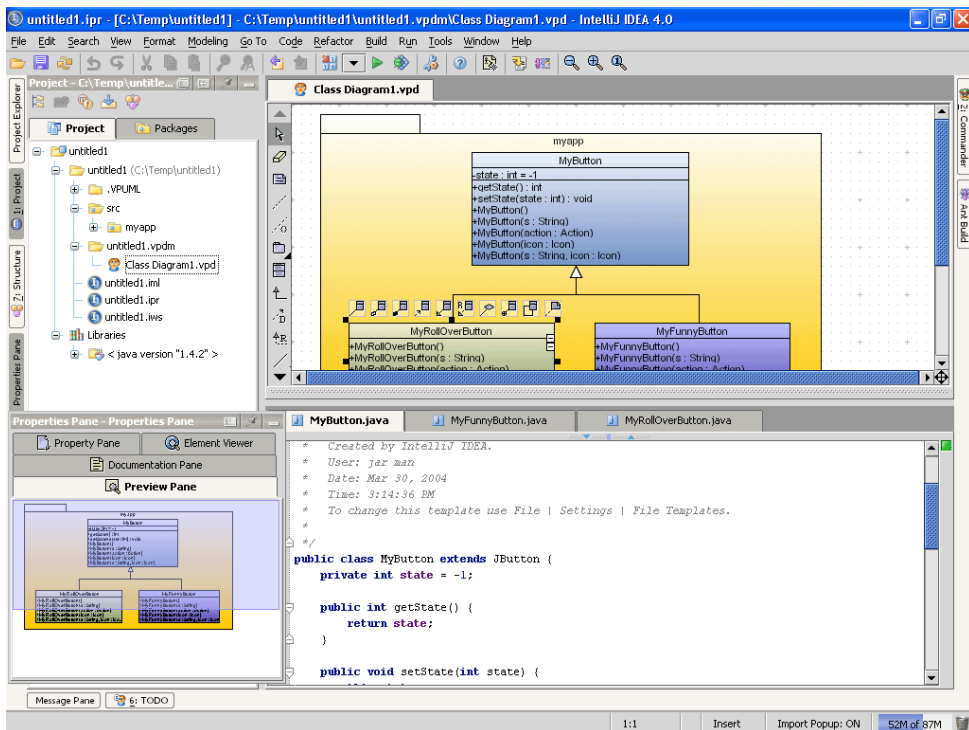 untitled1.ipr - [C:\Temp\untitled1] - C:\Temp\untitled1\untitled1.vpdm\Class Diagram1.vpd - IntelliJ IDEA 4.0
File Edit Search View Format Modeling Go To Code Refactor Build Run Tools Window Help
Project - C:\Temp\untitle...
Project Packages
untitled1
untitled1 (C:\Temp\untitled1)
.VPUML
src
myapp
untitled1.vpdm
Class Diagram1.vpd
untitled1.iml
untitled1.ipr
untitled1.iws
Libraries
< java version "1.4.2" >
Project Explorer
1: Project
7: Structure
Properties Pane
Class Diagram1.vpd
myapp
MyButton
-state : int = -1
+getState() : int
+setState(state : int) : void
+MyButton()
+MyButton(s : String)
+MyButton(action : Action)
+MyButton(icon : Icon)
+MyButton(s : String, icon : Icon)
MyRollOverButton
+MyRollOverButton()
+MyRollOverButton(s : String)
+MyRollOverButton(action : Action)
MyFunnyButton
+MyFunnyButton()
+MyFunnyButton(s : String)
+MyFunnyButton(action : Action)
2: Commander
Ant Build
Properties Pane - Properties Pane
Property Pane Element Viewer
Documentation Pane
Preview Pane
MyButton.java MyFunnyButton.java MyRollOverButton.java
* Created by IntelliJ IDEA.
* User: jar man
* Date: Mar 30, 2004
* Time: 3:14:36 PM
* To change this template use File | Settings | File Templates.
*
*/
public class MyButton extends JButton {
private int state = -1;
public int getState() {
return state;
}
public void setState(int state) {
Message Pane 6: TODO
1:1 Insert Import Popup: ON 52M of 87M